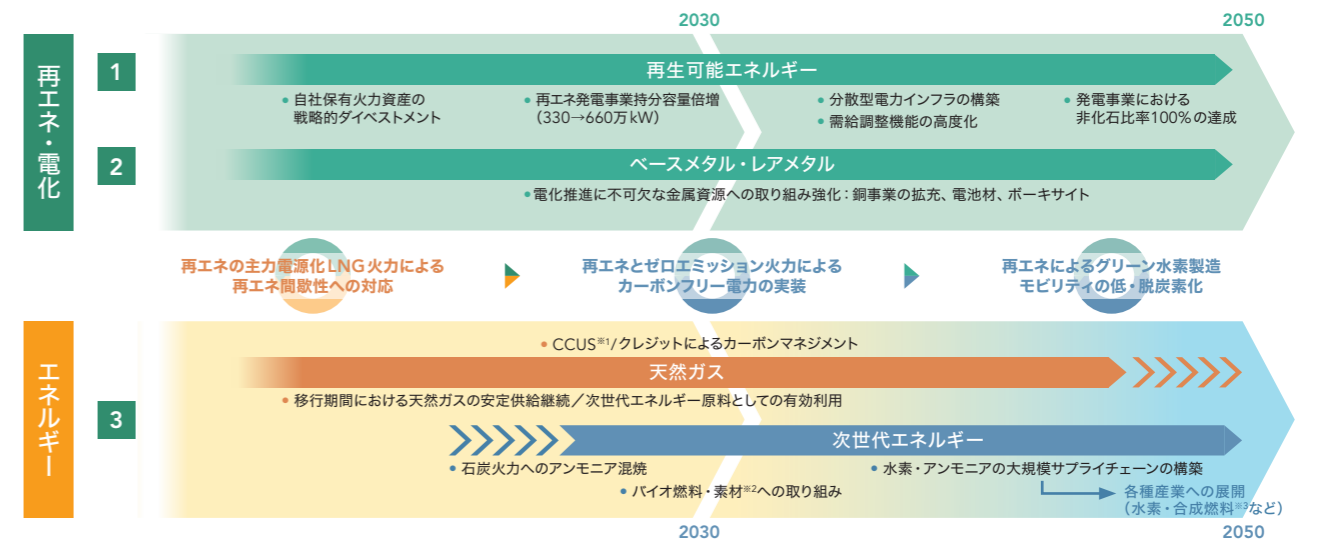 2030
2050
再エネ・電化
1
再生可能エネルギー
• 自社保有火力資産の
戦略的ダイベストメント
• 再エネ発電事業持分容量倍増
(330→660万kW)
• 分散型電力インフラの構築
• 需給調整機能の高度化
• 発電事業における
非化石比率100%の達成
2
ベースメタル・レアメタル
• 電化推進に不可欠な金属資源への取り組み強化：銅事業の拡充、電池材、ボーキサイト
再エネの主力電源化LNG火力による
再エネ間歇性への対応
再エネとゼロエミッション火力による
カーボンフリー電力の実装
再エネによるグリーン水素製造
モビリティの低・脱炭素化
エネルギー
3
• CCUS※1/クレジットによるカーボンマネジメント
天然ガス
• 移行期間における天然ガスの安定供給継続／次世代エネルギー原料としての有効利用
次世代エネルギー
• 石炭火力へのアンモニア混焼
• バイオ燃料・素材※2への取り組み
• 水素・アンモニアの大規模サプライチェーンの構築
各種産業への展開
(水素・合成燃料※3など)
2030
2050